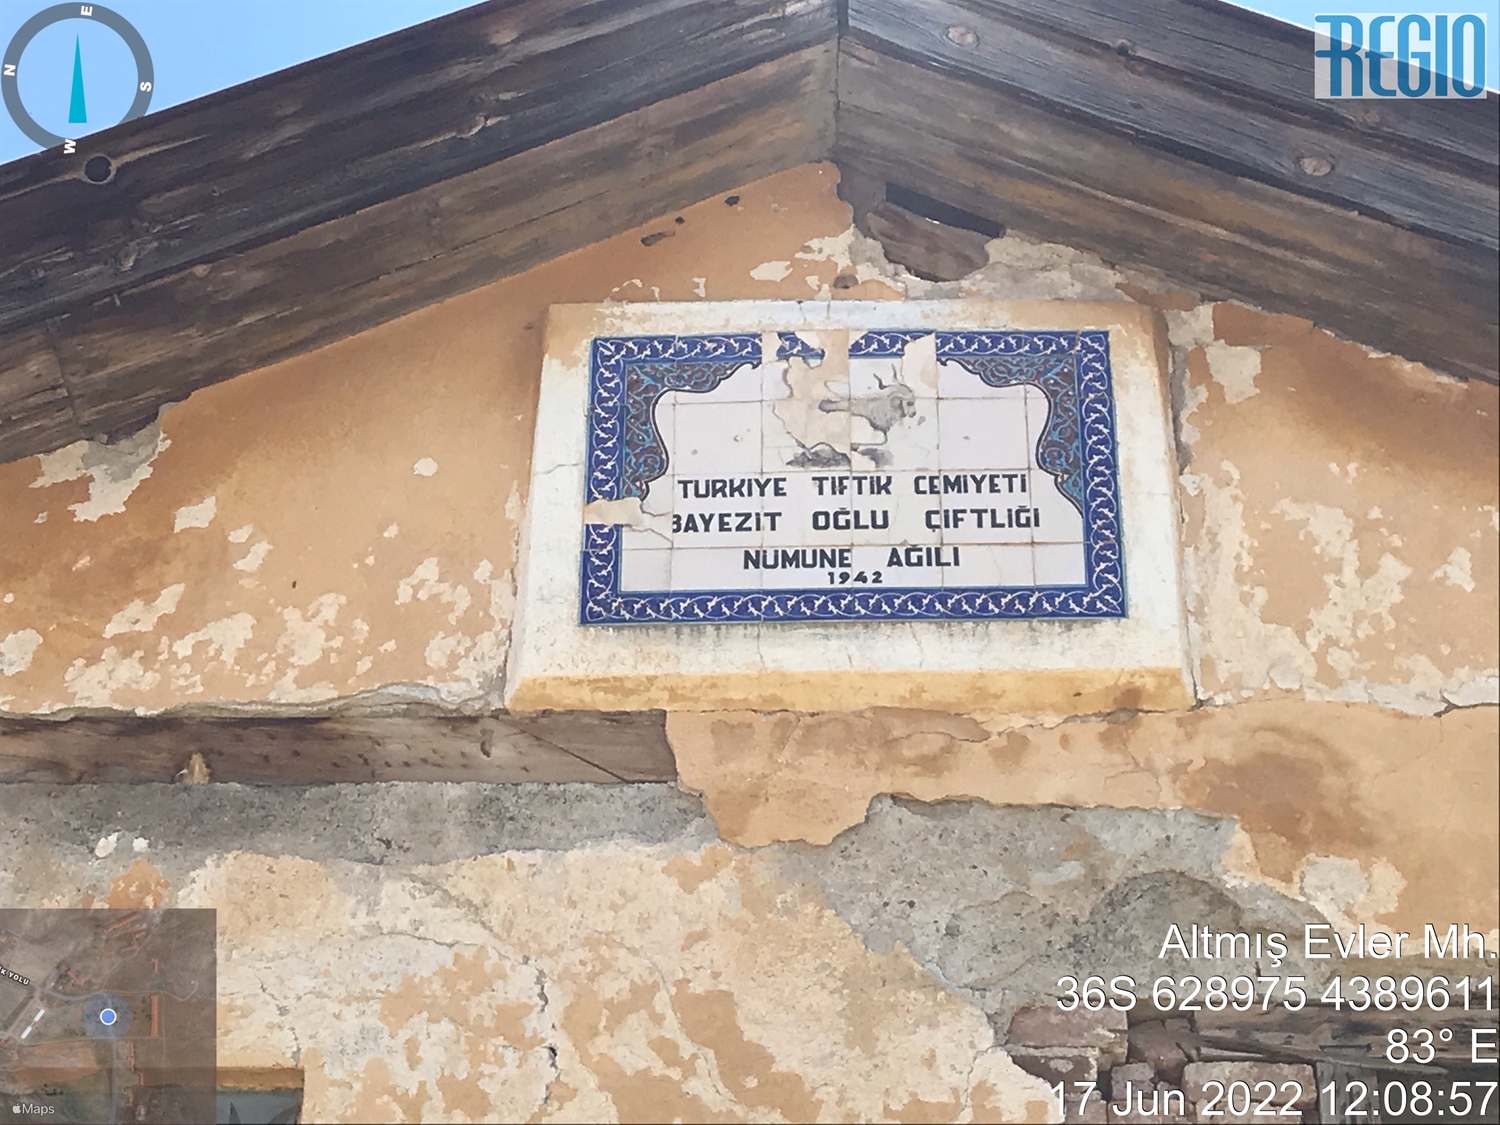 E
N
S
W
REGIO
TURKIYE TIFTIK CEMIYETI
BAYEZIT OĞLU ÇIFTLIĞI
NUMUNE AĞILI
1942
K YOLU
Maps
Altmış Evler Mh.
36S 628975 4389611
83° E
17 Jun 2022 12:08:57